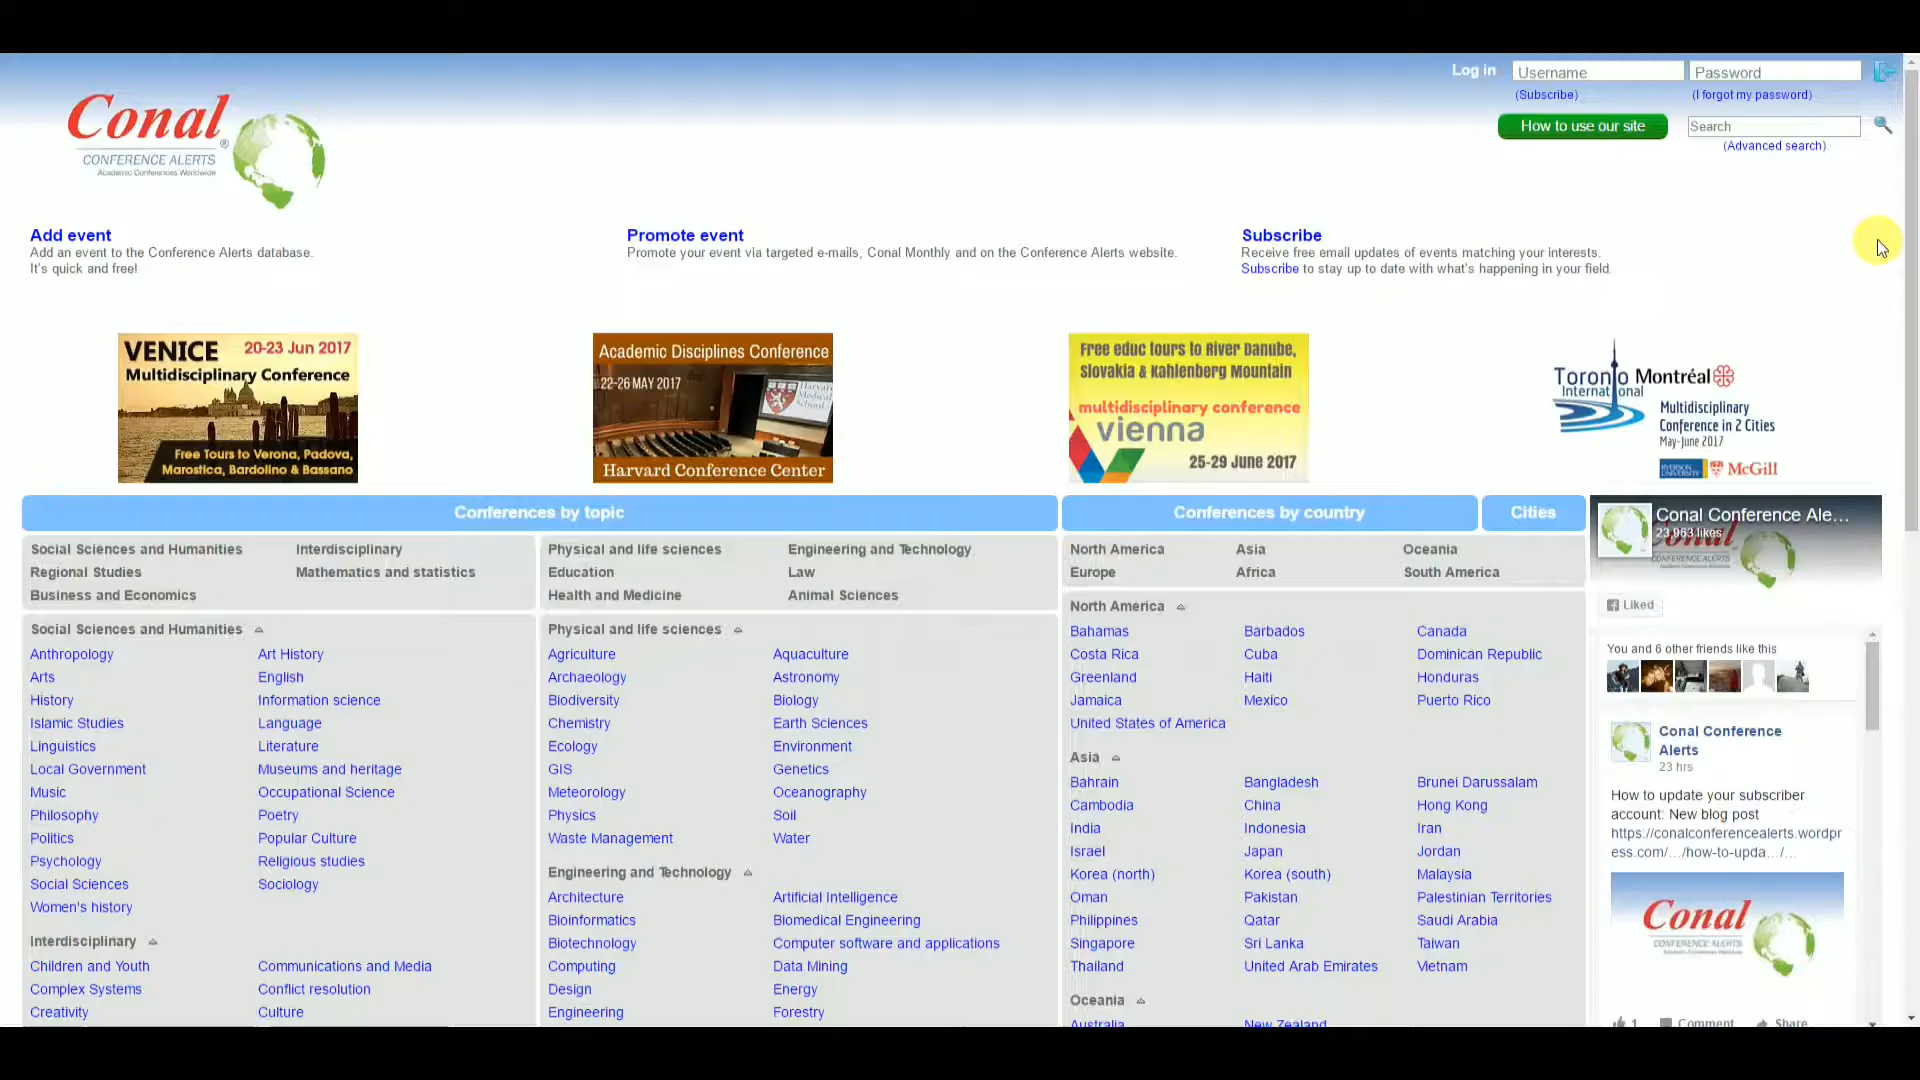 Log in Username Password
(Subscribe) (I forgot my password)
How to use our site Search
(Advanced search)
Conal®
CONFERENCE ALERTS
Academic Conferences Worldwide
Add event
Add an event to the Conference Alerts database.
It's quick and free!
Promote event
Promote your event via targeted e-mails, Conal Monthly and on the Conference Alerts website.
Subscribe
Receive free email updates of events matching your interests.
Subscribe to stay up to date with what's happening in your field.
VENICE 20-23 Jun 2017
Multidisciplinary Conference
Free Tours to Verona, Padova,
Marostica, Bardolino & Bassano
Academic Disciplines Conference
22-26 MAY 2017
Harvard
Medical
School
Harvard Conference Center
Free educ tours to River Danube,
Slovakia & Kahlenberg Mountain
multidisciplinary conference
vienna
25-29 June 2017
Toronto Montréal
International
Multidisciplinary
Conference in 2 Cities
May-June 2017
RYERSON UNIVERSITY McGill
Conferences by topic
Social Sciences and Humanities Interdisciplinary
Regional Studies Mathematics and statistics
Business and Economics
Physical and life sciences Engineering and Technology
Education Law
Health and Medicine Animal Sciences
Social Sciences and Humanities
Anthropology Art History
Arts English
History Information science
Islamic Studies Language
Linguistics Literature
Local Government Museums and heritage
Music Occupational Science
Philosophy Poetry
Politics Popular Culture
Psychology Religious studies
Social Sciences Sociology
Women's history
Interdisciplinary
Children and Youth Communications and Media
Complex Systems Conflict resolution
Creativity Culture
Physical and life sciences
Agriculture Aquaculture
Archaeology Astronomy
Biodiversity Biology
Chemistry Earth Sciences
Ecology Environment
GIS Genetics
Meteorology Oceanography
Physics Soil
Waste Management Water
Engineering and Technology
Architecture Artificial Intelligence
Bioinformatics Biomedical Engineering
Biotechnology Computer software and applications
Computing Data Mining
Design Energy
Engineering Forestry
Conferences by country Cities
North America Asia Oceania
Europe Africa South America
North America
Bahamas Barbados Canada
Costa Rica Cuba Dominican Republic
Greenland Haiti Honduras
Jamaica Mexico Puerto Rico
United States of America
Asia
Bahrain Bangladesh Brunei Darussalam
Cambodia China Hong Kong
India Indonesia Iran
Israel Japan Jordan
Korea (north) Korea (south) Malaysia
Oman Pakistan Palestinian Territories
Philippines Qatar Saudi Arabia
Singapore Sri Lanka Taiwan
Thailand United Arab Emirates Vietnam
Oceania
Australia New Zealand
Conal Conference Ale...
23,963 likes
Liked
You and 6 other friends like this
Conal Conference
Alerts
23 hrs
How to update your subscriber
account: New blog post
https://conalconferencealerts.wordpr
ess.com/.../how-to-upda.../...
Conal
CONFERENCE ALERTS
1 Comment Share